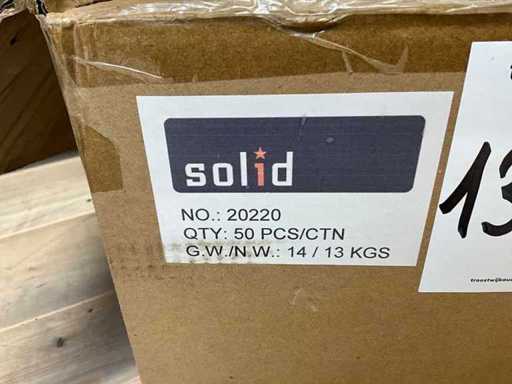 solid
NO.: 20220
QTY: 50 PCS/CTN
G.W./N.W.: 14 / 13 KGS
13